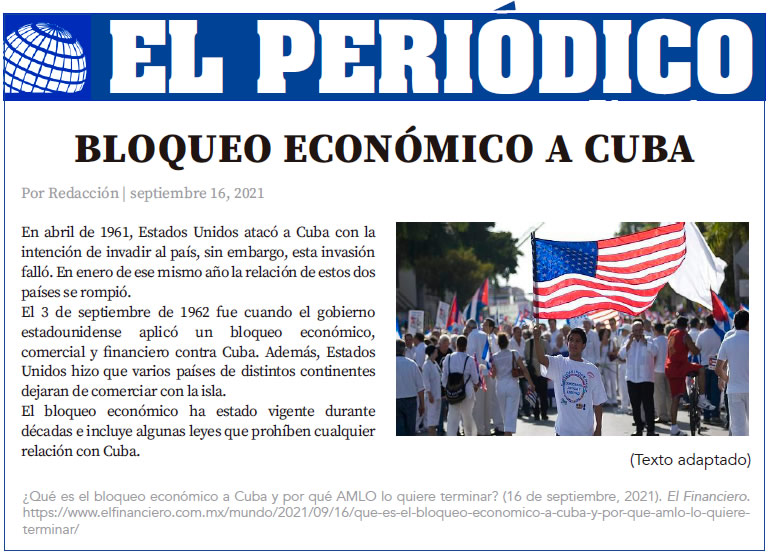 EL PERIÓDICO
BLOQUEO ECONÓMICO A CUBA
Por Redacción | septiembre 16, 2021
En abril de 1961, Estados Unidos atacó a Cuba con la
intención de invadir al país, sin embargo, esta invasión
falló. En enero de ese mismo año la relación de estos dos
países se rompió.
El 3 de septiembre de 1962 fue cuando el gobierno
estadounidense aplicó un bloqueo económico,
comercial y financiero contra Cuba. Además, Estados
Unidos hizo que varios países de distintos continentes
dejaran de comerciar con la isla.
El bloqueo económico ha estado vigente durante
décadas e incluye algunas leyes que prohíben cualquier
relación con Cuba.
(Texto adaptado)
¿Qué es el bloqueo económico a Cuba y por qué AMLO lo quiere terminar? (16 de septiembre, 2021). El Financiero.
https://www.elfinanciero.com.mx/mundo/2021/09/16/que-es-el-bloqueo-economico-a-cuba-y-por-que-amlo-lo-quiere-
terminar/